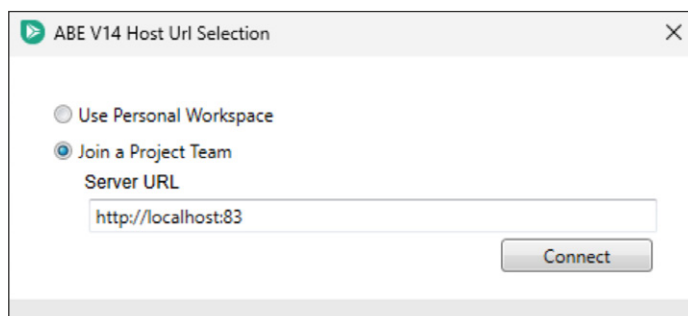 ABE V14 Host Url Selection
Use Personal Workspace
Join a Project Team
Server URL
http://localhost:83
Connect